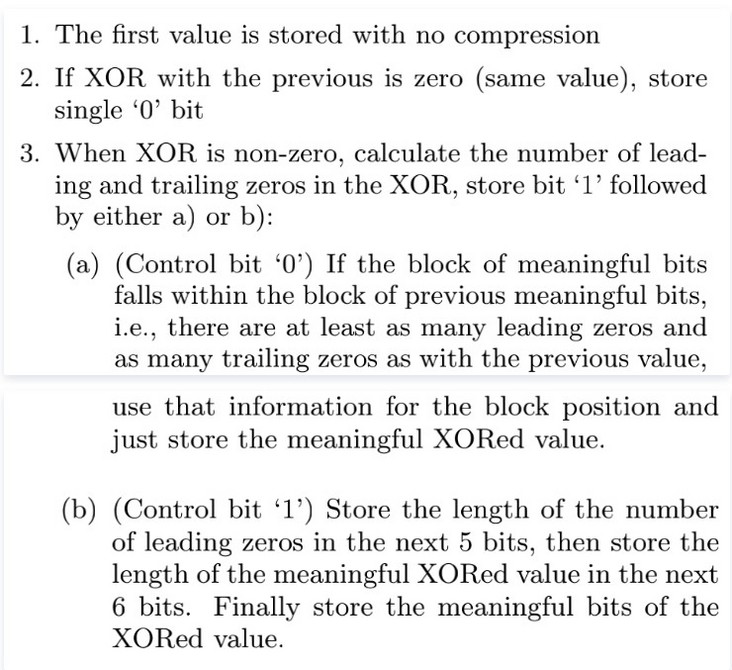 1. The first value is stored with no compression
2. If XOR with the previous is zero (same value), store
single ‘0’ bit
3. When XOR is non-zero, calculate the number of lead-
ing and trailing zeros in the XOR, store bit ‘1’ followed
by either a) or b):
(a) (Control bit ‘0’) If the block of meaningful bits
falls within the block of previous meaningful bits,
i.e., there are at least as many leading zeros and
as many trailing zeros as with the previous value,
use that information for the block position and
just store the meaningful XORed value.
(b) (Control bit ‘1’) Store the length of the number
of leading zeros in the next 5 bits, then store the
length of the meaningful XORed value in the next
6 bits. Finally store the meaningful bits of the
XORed value.